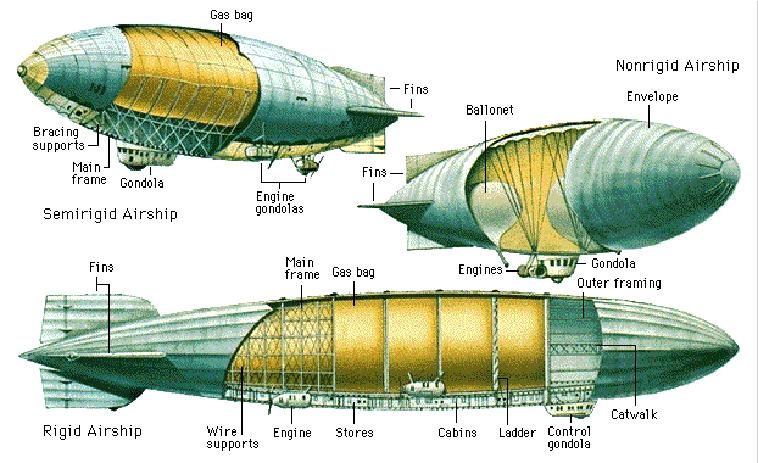 Gas bag
Fins
Bracing
supports
Main
frame
Gondola
Engine
gondolas
Semirigid Airship
Nonrigid Airship
Envelope
Ballonet
Fins
Engines
Gondola
Outer framing
Fins
Main
frame
Gas bag
Catwalk
Rigid Airship
Wire
supports
Engine
Stores
Cabins
Ladder
Control
gondola